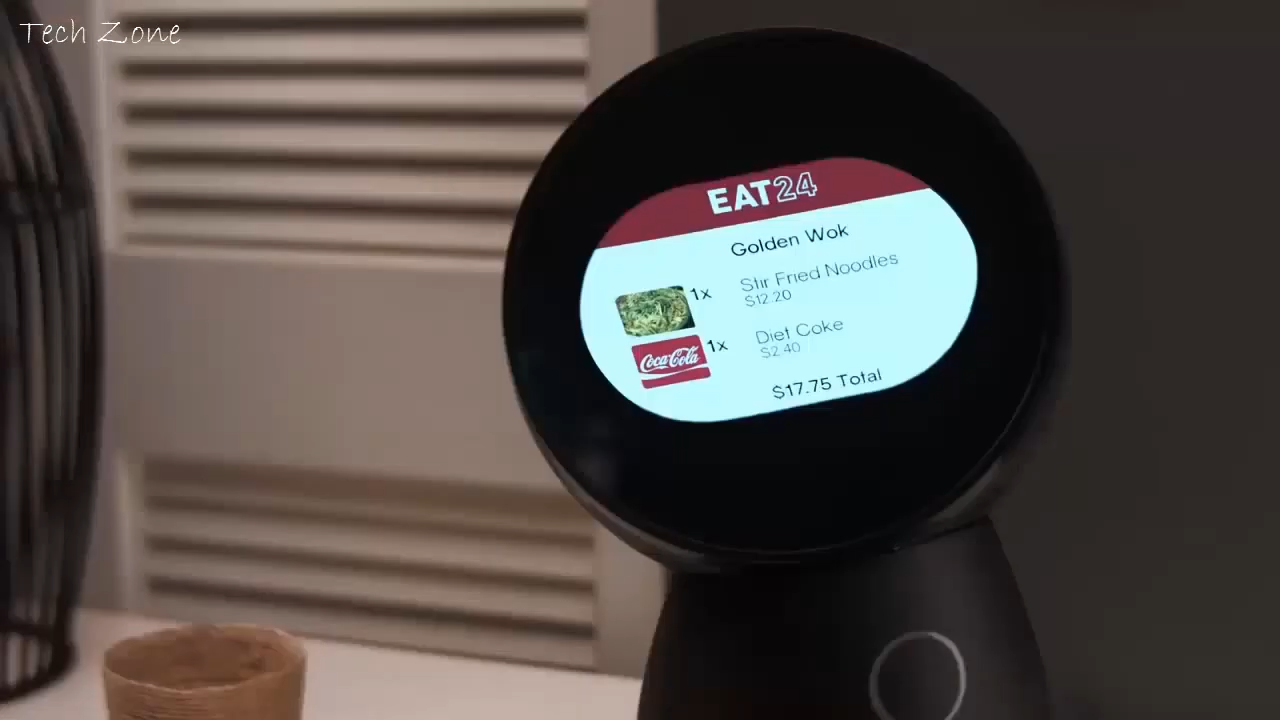 Tech Zone
EAT24
Golden Wok
1x Stir Fried Noodles
$12.20
Coca-Cola 1x Diet Coke
$2.40
$17.75 Total